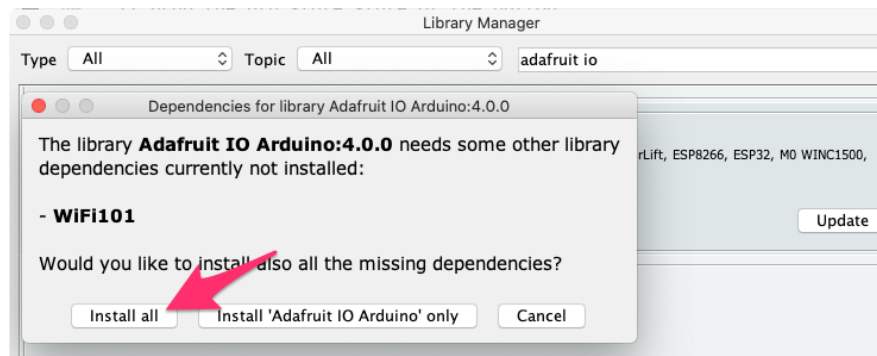 Library Manager
Type All Topic All adafruit io
Dependencies for library Adafruit IO Arduino:4.0.0
The library Adafruit IO Arduino:4.0.0 needs some other library
dependencies currently not installed:
rLift, ESP8266, ESP32, M0 WINC1500,
- WiFi101
Update
Would you like to install also all the missing dependencies?
Install all Install 'Adafruit IO Arduino' only Cancel